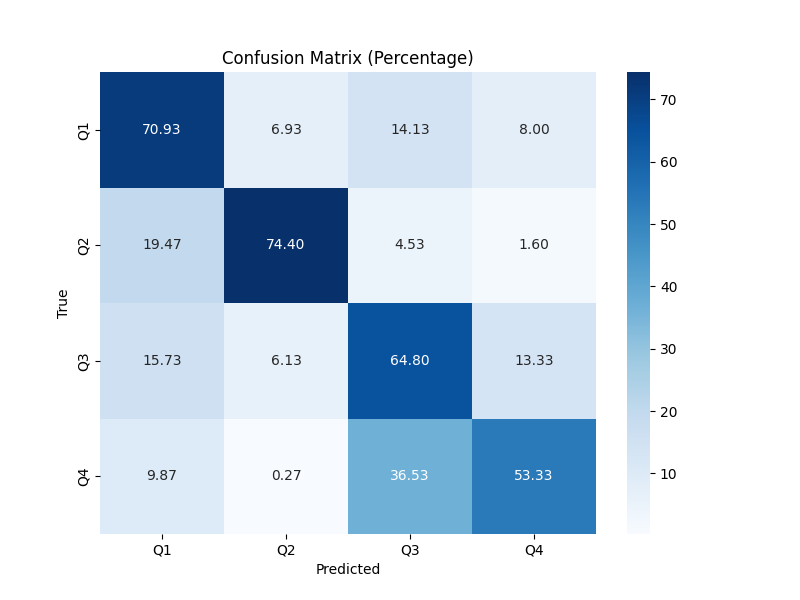 Confusion Matrix (Percentage)
Q1 70.93 6.93 14.13 8.00
Q2 19.47 74.40 4.53 1.60
Q3 15.73 6.13 64.80 13.33
Q4 9.87 0.27 36.53 53.33
Q1 Q2 Q3 Q4
Predicted
True
70
60
50
40
30
20
10